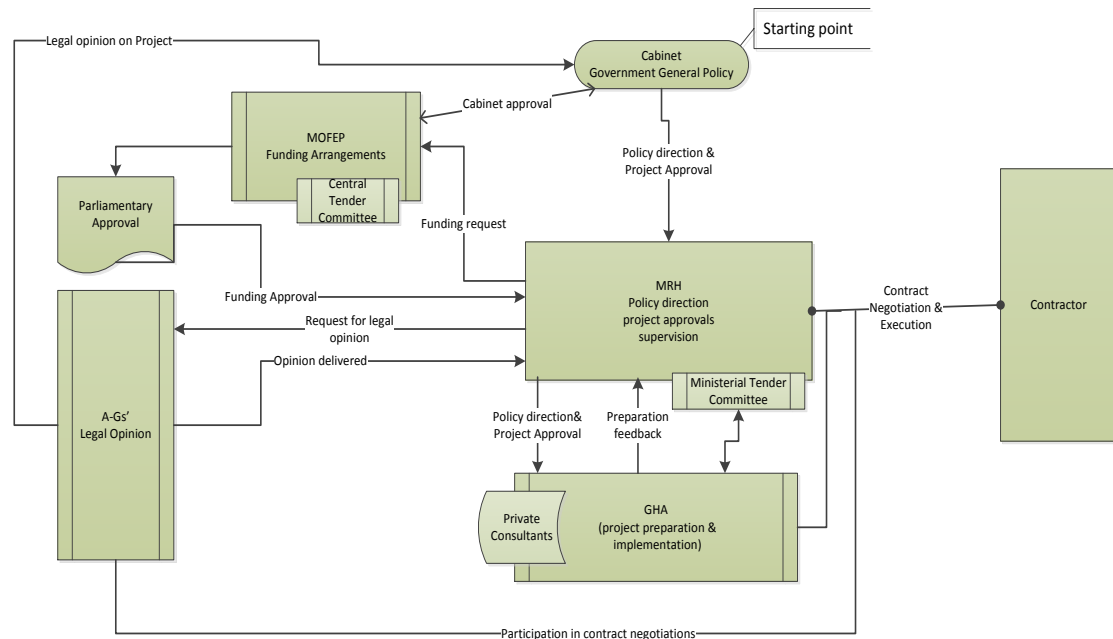 Legal opinion on Project
Starting point
Cabinet
Government General Policy
Cabinet approval
MOFEP
Funding Arrangements
Central
Tender
Committee
Policy direction &
Project Approval
Parliamentary
Approval
Funding request
MRH
Policy direction
project approvals
supervision
Funding Approval
Contract
Negotiation &
Execution
Contractor
Request for legal
opinion
Opinion delivered
Ministerial Tender
Committee
A-Gs’
Legal Opinion
Policy direction&
Project Approval
Preparation
feedback
Private
Consultants
GHA
(project preparation &
implementation)
Participation in contract negotiations